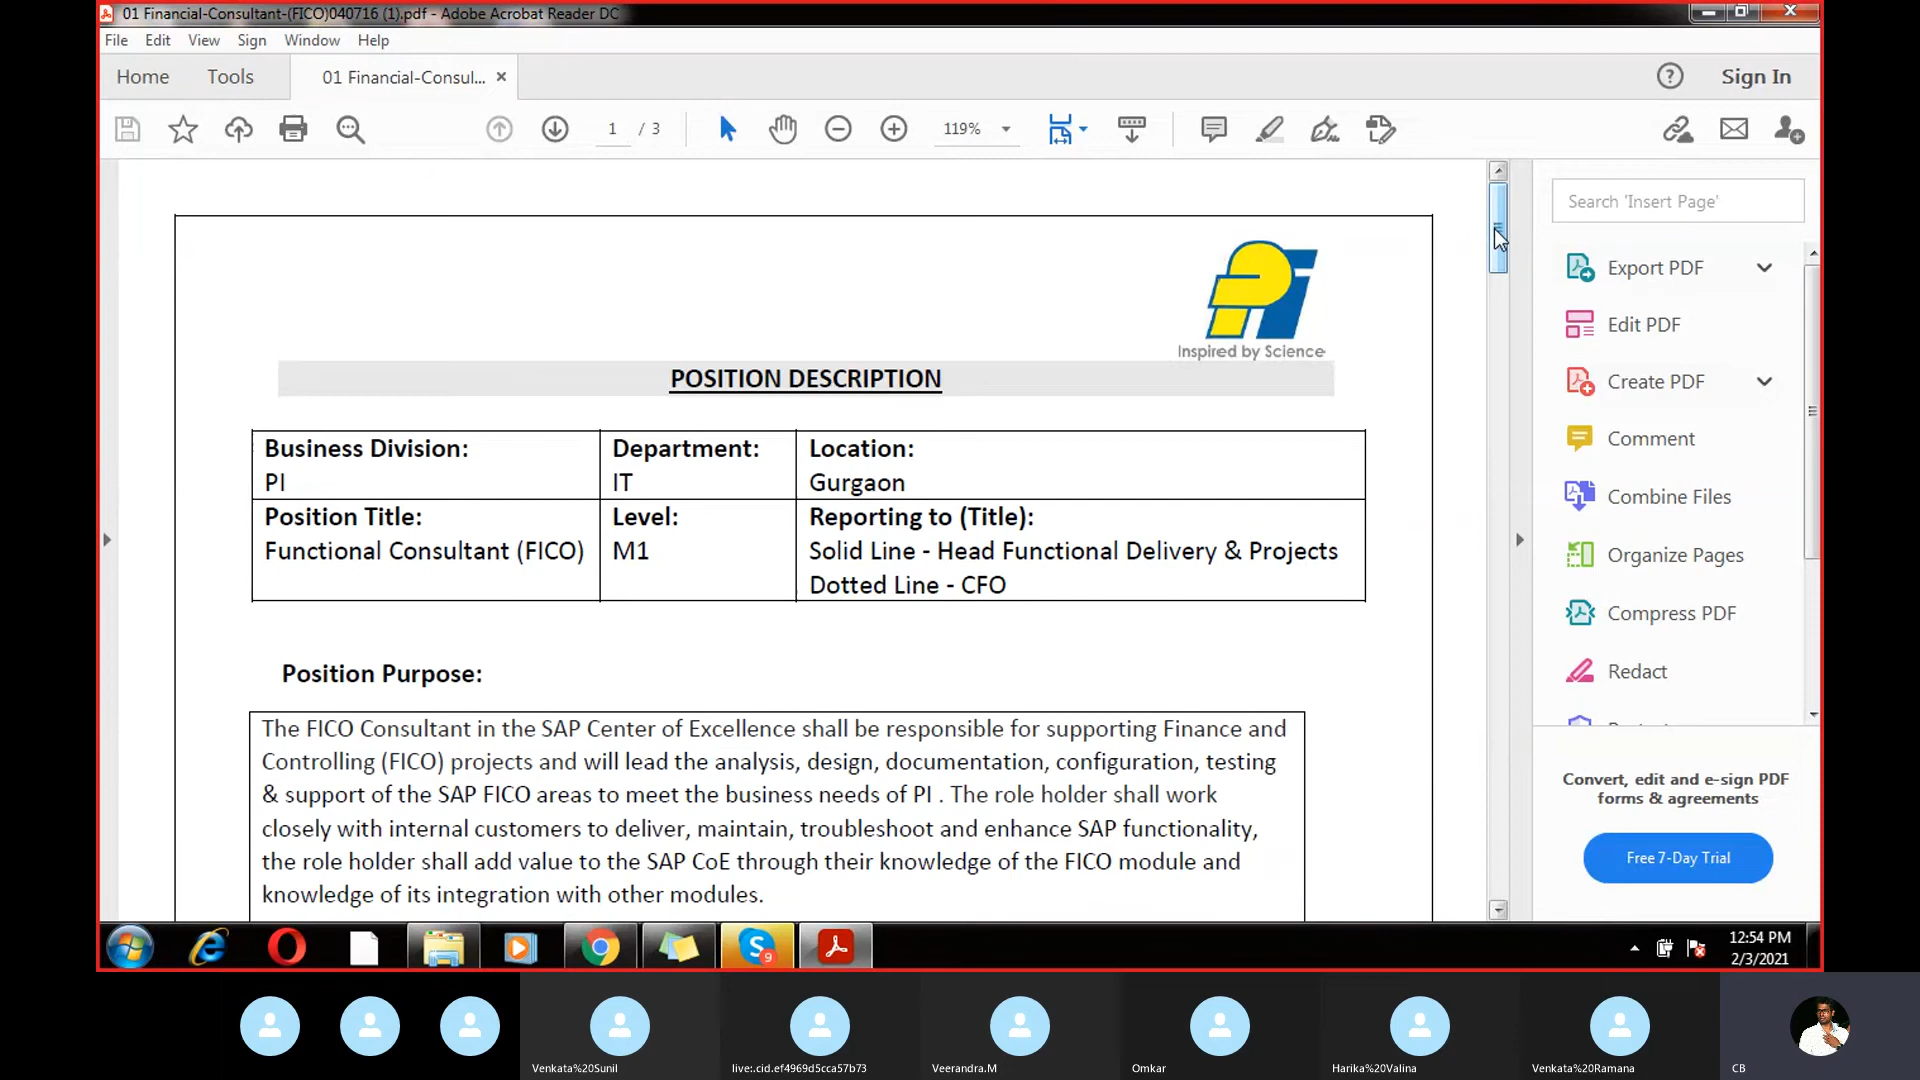 01 Financial-Consultant-(FICO)040716 (1).pdf - Adobe Acrobat Reader DC
File Edit View Sign Window Help
Home Tools 01 Financial-Consul... Sign In
1 / 3 119%
Search 'Insert Page'
Export PDF
Edit PDF
Create PDF
Comment
Combine Files
Organize Pages
Compress PDF
Redact
Convert, edit and e-sign PDF
forms & agreements
Free 7-Day Trial
Inspired by Science
POSITION DESCRIPTION
Business Division: Department: Location:
PI IT Gurgaon
Position Title: Level: Reporting to (Title):
Functional Consultant (FICO) M1 Solid Line - Head Functional Delivery & Projects
Dotted Line - CFO
Position Purpose:
The FICO Consultant in the SAP Center of Excellence shall be responsible for supporting Finance and
Controlling (FICO) projects and will lead the analysis, design, documentation, configuration, testing
& support of the SAP FICO areas to meet the business needs of PI . The role holder shall work
closely with internal customers to deliver, maintain, troubleshoot and enhance SAP functionality,
the role holder shall add value to the SAP CoE through their knowledge of the FICO module and
knowledge of its integration with other modules.
9
12:54 PM
2/3/2021
Venkata%20Sunil live:.cid.ef4969d5cca57b73 Veerandra.M Omkar Harika%20Valina Venkata%20Ramana CB